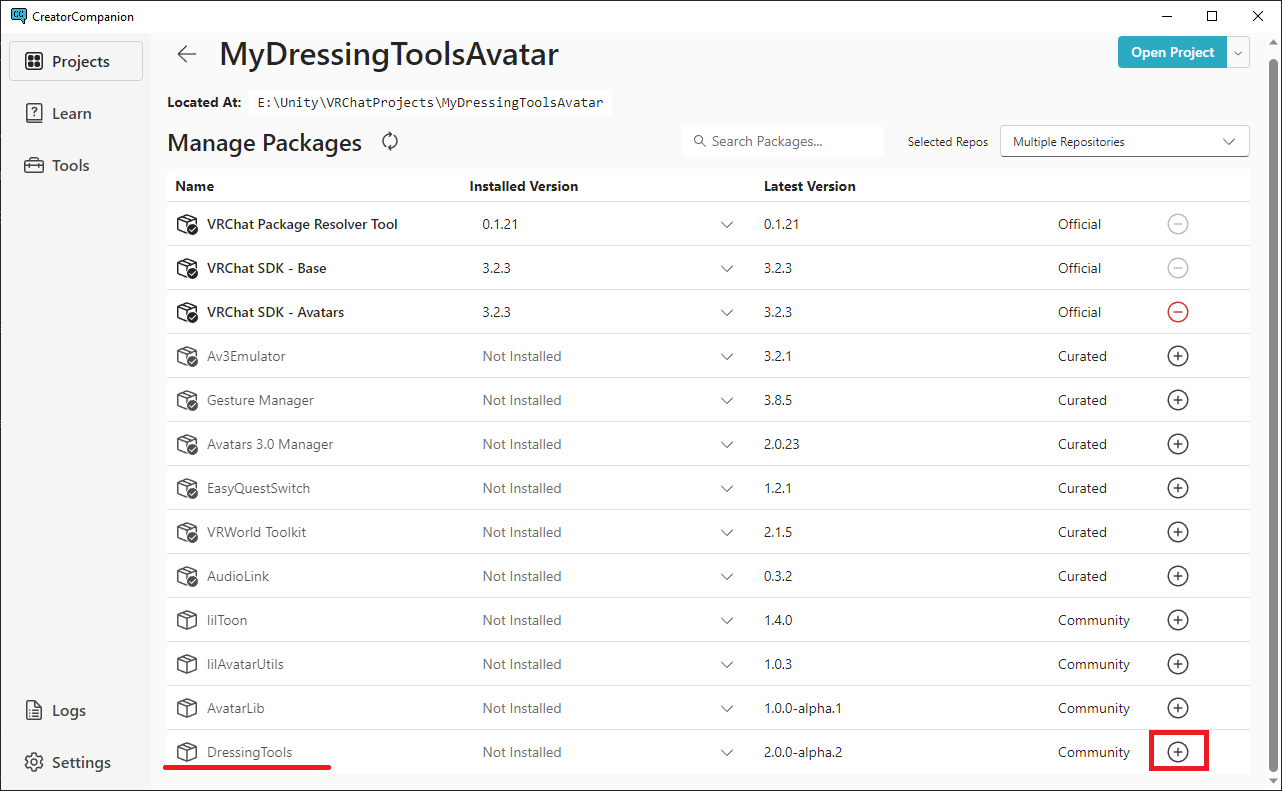 CreatorCompanion
Projects
Learn
Tools
Logs
Settings
MyDressingToolsAvatar
Open Project
Located At: E:\Unity\VRChatProjects\MyDressingToolsAvatar
Manage Packages
Search Packages...
Selected Repos
Multiple Repositories
Name Installed Version Latest Version
VRChat Package Resolver Tool 0.1.21 0.1.21 Official
VRChat SDK - Base 3.2.3 3.2.3 Official
VRChat SDK - Avatars 3.2.3 3.2.3 Official
Av3Emulator Not Installed 3.2.1 Curated
Gesture Manager Not Installed 3.8.5 Curated
Avatars 3.0 Manager Not Installed 2.0.23 Curated
EasyQuestSwitch Not Installed 1.2.1 Curated
VRWorld Toolkit Not Installed 2.1.5 Curated
AudioLink Not Installed 0.3.2 Curated
lilToon Not Installed 1.4.0 Community
lilAvatarUtils Not Installed 1.0.3 Community
AvatarLib Not Installed 1.0.0-alpha.1 Community
DressingTools Not Installed 2.0.0-alpha.2 Community